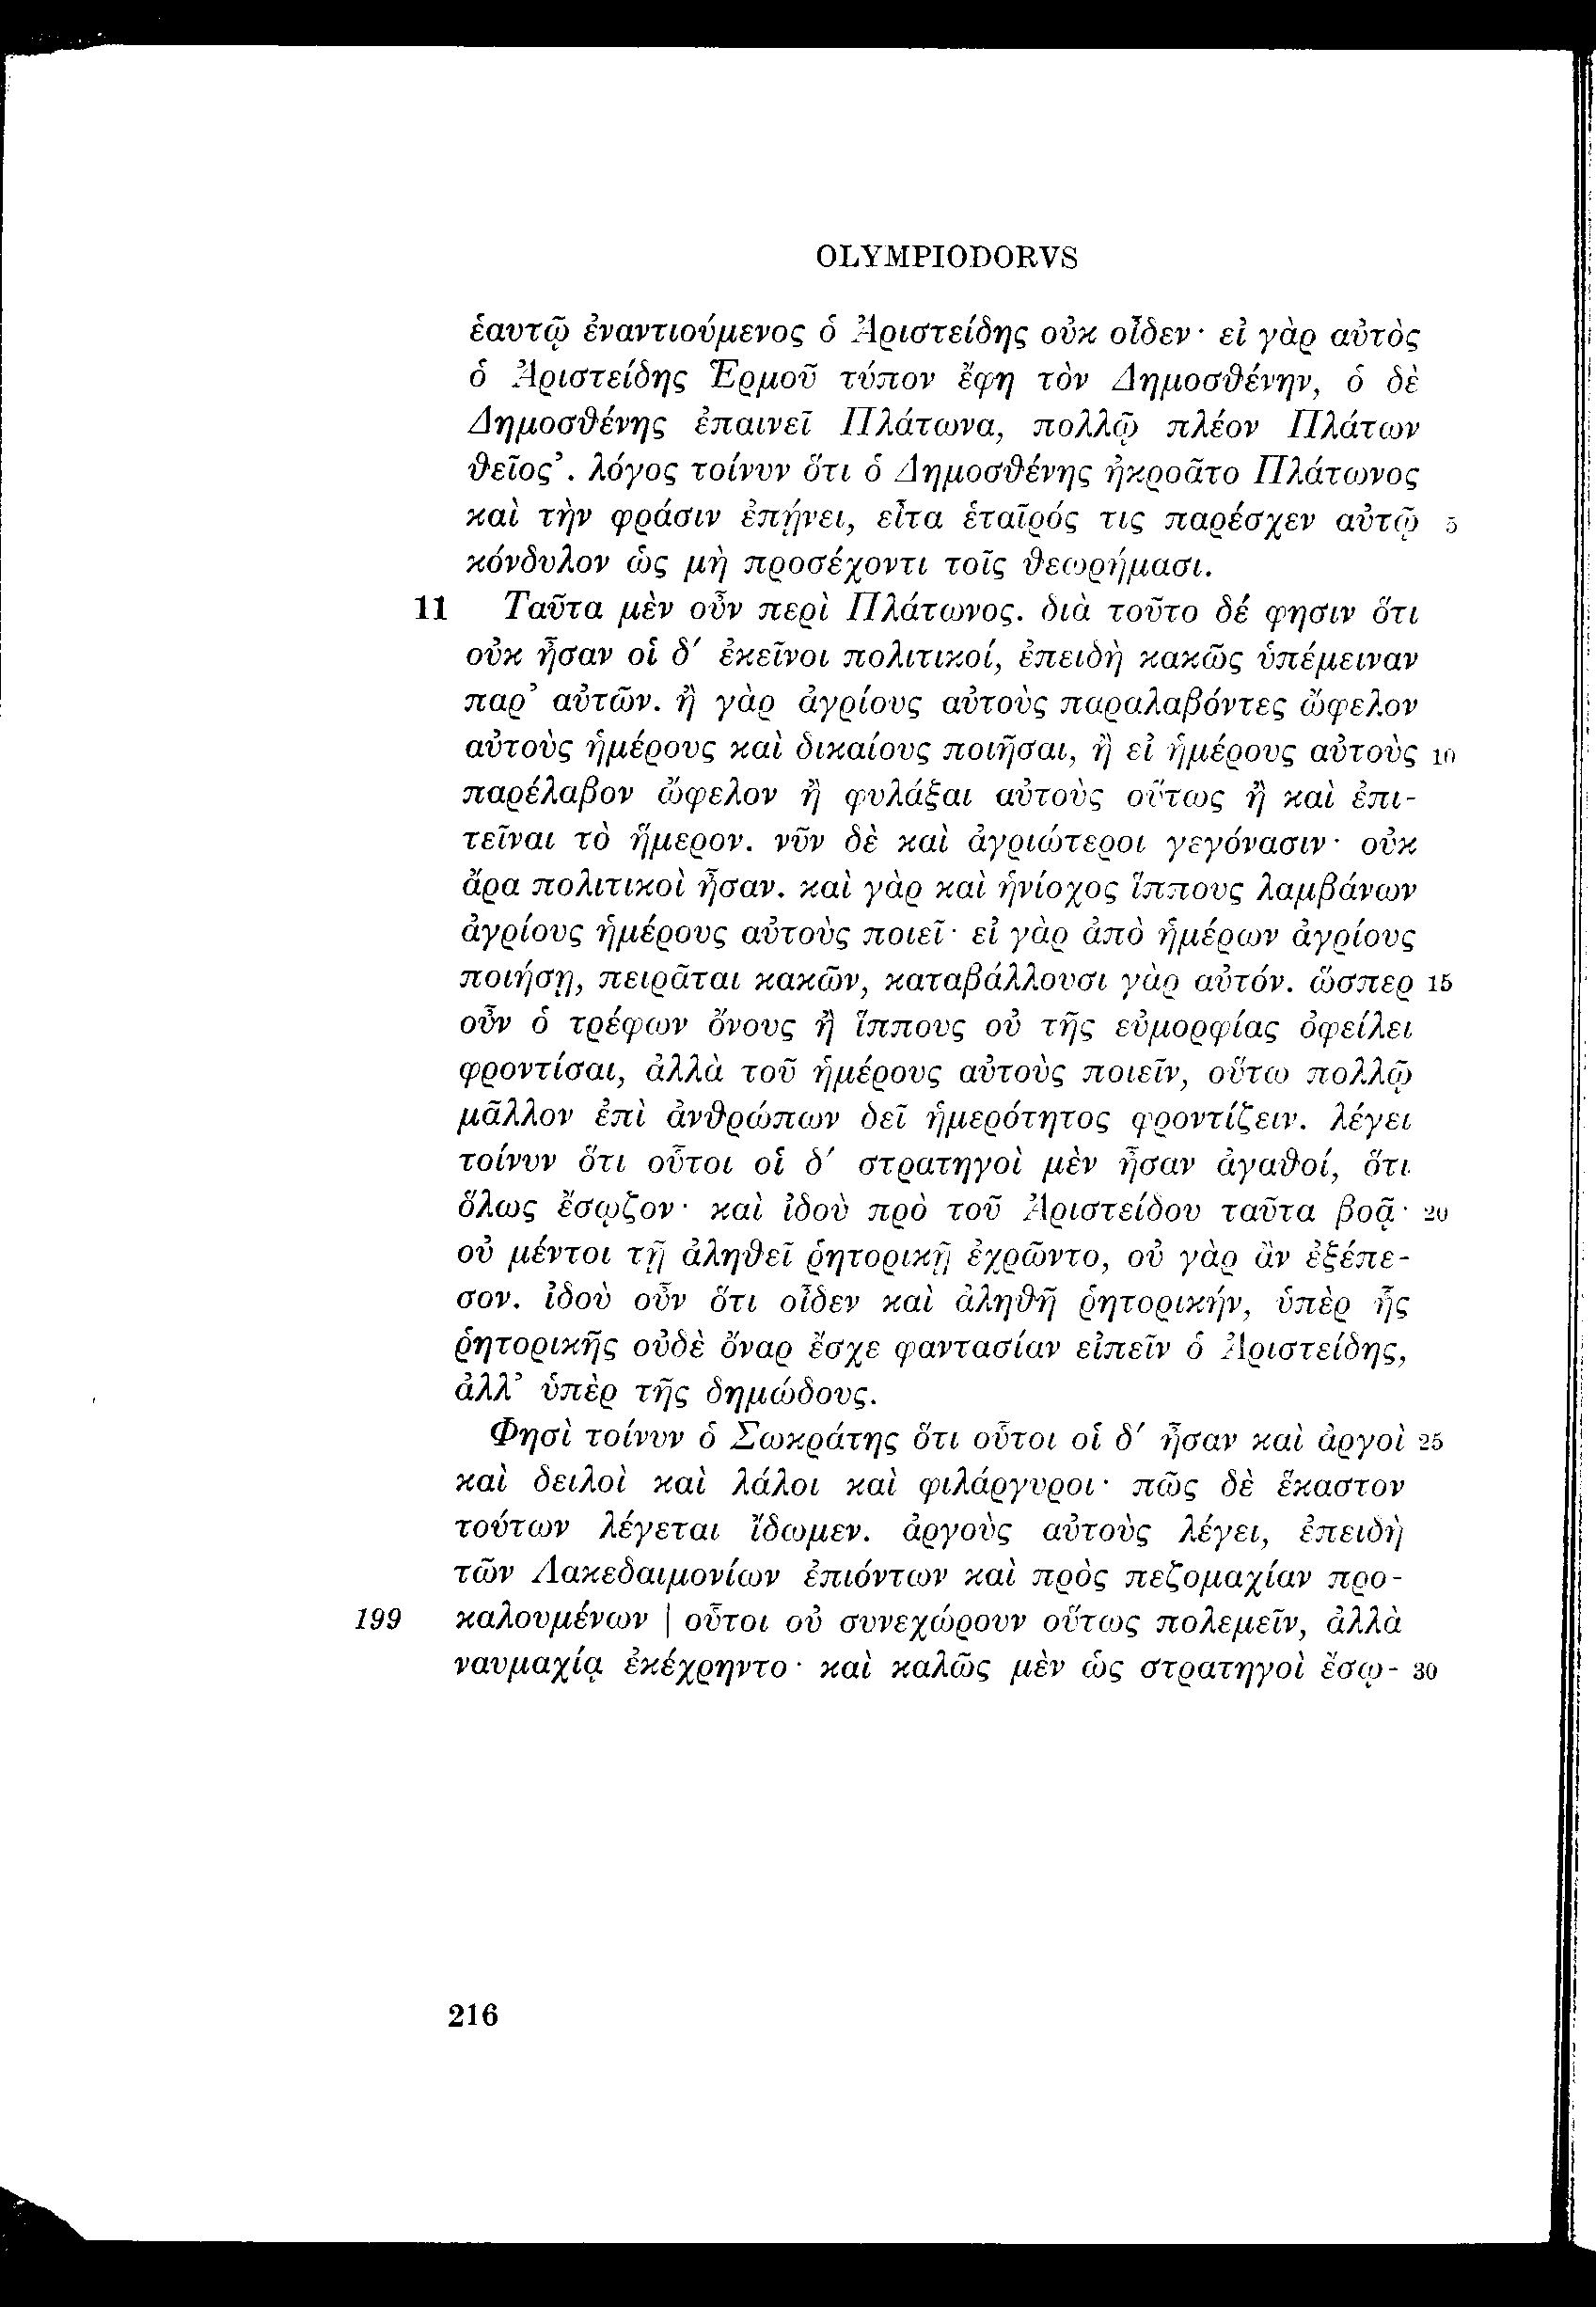 OLYMPIODORVS
ἑαυτῷ ἐναντιούμενος ὁ Ἀριστείδης οὐκ οἶδεν· εἰ γὰρ αὐτὸς
ὁ Ἀριστείδης Ἑρμοῦ τύπον ἔφη τὸν Δημοσθένην, ὁ δὲ
Δημοσθένης ἐπαινεῖ Πλάτωνα, πολλῷ πλέον Πλάτων
θεῖος’. λόγος τοίνυν ὅτι ὁ Δημοσθένης ἠκροᾶτο Πλάτωνος
καὶ τὴν φράσιν ἐπῄνει, εἶτα ἑταῖρός τις παρέσχεν αὐτῷ 5
κόνδυλον ὡς μὴ προσέχοντι τοῖς θεωρήμασι.
11 Ταῦτα μὲν οὖν περὶ Πλάτωνος. διὰ τοῦτο δέ φησιν ὅτι
οὐκ ἦσαν οἱ δ′ ἐκεῖνοι πολιτικοί, ἐπειδὴ κακῶς ὑπέμειναν
παρ’ αὐτῶν. ἢ γὰρ ἀγρίους αὐτοὺς παραλαβόντες ὤφελον
αὐτοὺς ἡμέρους καὶ δικαίους ποιῆσαι, ἢ εἰ ἡμέρους αὐτοὺς 10
παρέλαβον ὤφελον ἢ φυλάξαι αὐτοὺς οὕτως ἢ καὶ ἐπι-
τεῖναι τὸ ἥμερον. νῦν δὲ καὶ ἀγριώτεροι γεγόνασιν· οὐκ
ἄρα πολιτικοὶ ἦσαν. καὶ γὰρ καὶ ἡνίοχος ἵππους λαμβάνων
ἀγρίους ἡμέρους αὐτοὺς ποιεῖ· εἰ γὰρ ἀπὸ ἡμέρων ἀγρίους
ποιήσῃ, πειρᾶται κακῶν, καταβάλλουσι γὰρ αὐτόν. ὥσπερ 15
οὖν ὁ τρέφων ὄνους ἢ ἵππους οὐ τῆς εὐμορφίας ὀφείλει
φροντίσαι, ἀλλὰ τοῦ ἡμέρους αὐτοὺς ποιεῖν, οὕτω πολλῷ
μᾶλλον ἐπὶ ἀνθρώπων δεῖ ἡμερότητος φροντίζειν. λέγει
τοίνυν ὅτι οὗτοι οἱ δ′ στρατηγοὶ μὲν ἦσαν ἀγαθοί, ὅτι
ὅλως ἔσῳζον· καὶ ἰδοὺ πρὸ τοῦ Ἀριστείδου ταῦτα βοᾷ· 20
οὐ μέντοι τῇ ἀληθεῖ ῥητορικῇ ἐχρῶντο, οὐ γὰρ ἂν ἐξέπε-
σον. ἰδοὺ οὖν ὅτι οἶδεν καὶ ἀληθῆ ῥητορικήν, ὑπὲρ ἧς
ῥητορικῆς οὐδὲ ὄναρ ἔσχε φαντασίαν εἰπεῖν ὁ Ἀριστείδης,
ἀλλ’ ὑπὲρ τῆς δημώδους.
Φησὶ τοίνυν ὁ Σωκράτης ὅτι οὗτοι οἱ δ′ ἦσαν καὶ ἀργοὶ 25
καὶ δειλοὶ καὶ λάλοι καὶ φιλάργυροι· πῶς δὲ ἕκαστον
τούτων λέγεται ἴδωμεν. ἀργοὺς αὐτοὺς λέγει, ἐπειδὴ
τῶν Λακεδαιμονίων ἐπιόντων καὶ πρὸς πεζομαχίαν προ-
199 καλουμένων | οὗτοι οὐ συνεχώρουν οὕτως πολεμεῖν, ἀλλὰ
ναυμαχίᾳ ἐκέχρηντο· καὶ καλῶς μὲν ὡς στρατηγοὶ ἔσῳ- 30
216